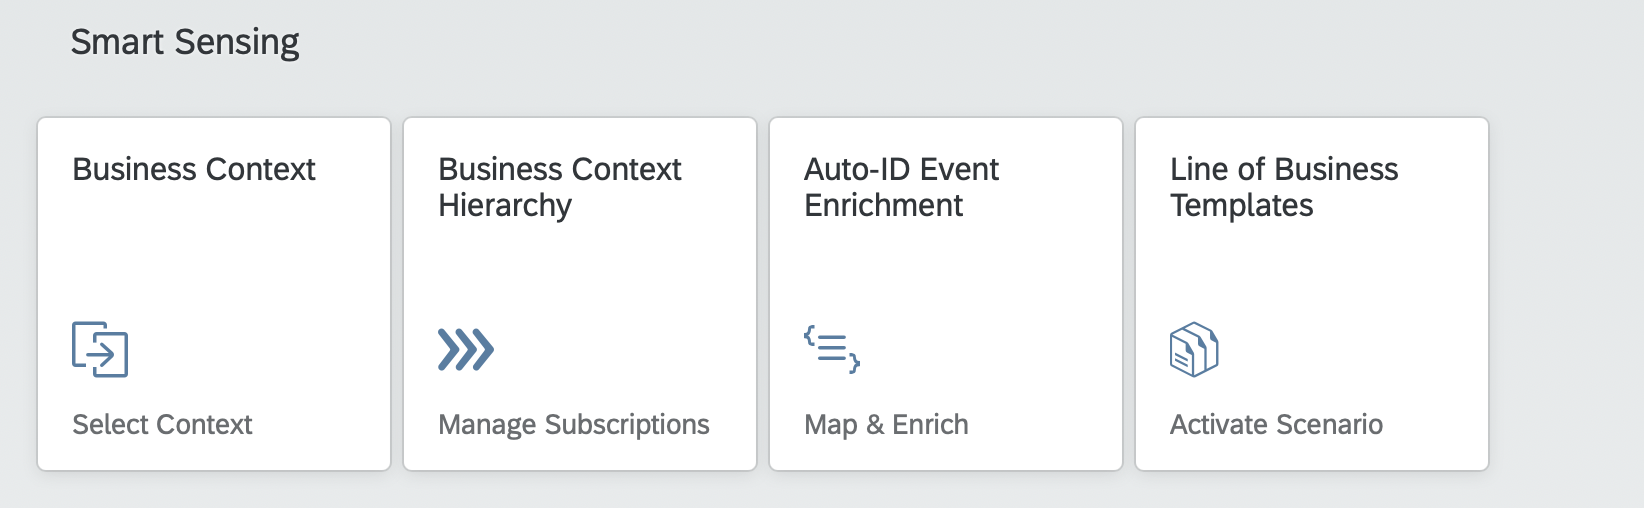 Smart Sensing
Business Context
Select Context
Business Context
Hierarchy
Manage Subscriptions
Auto-ID Event
Enrichment
Map & Enrich
Line of Business
Templates
Activate Scenario